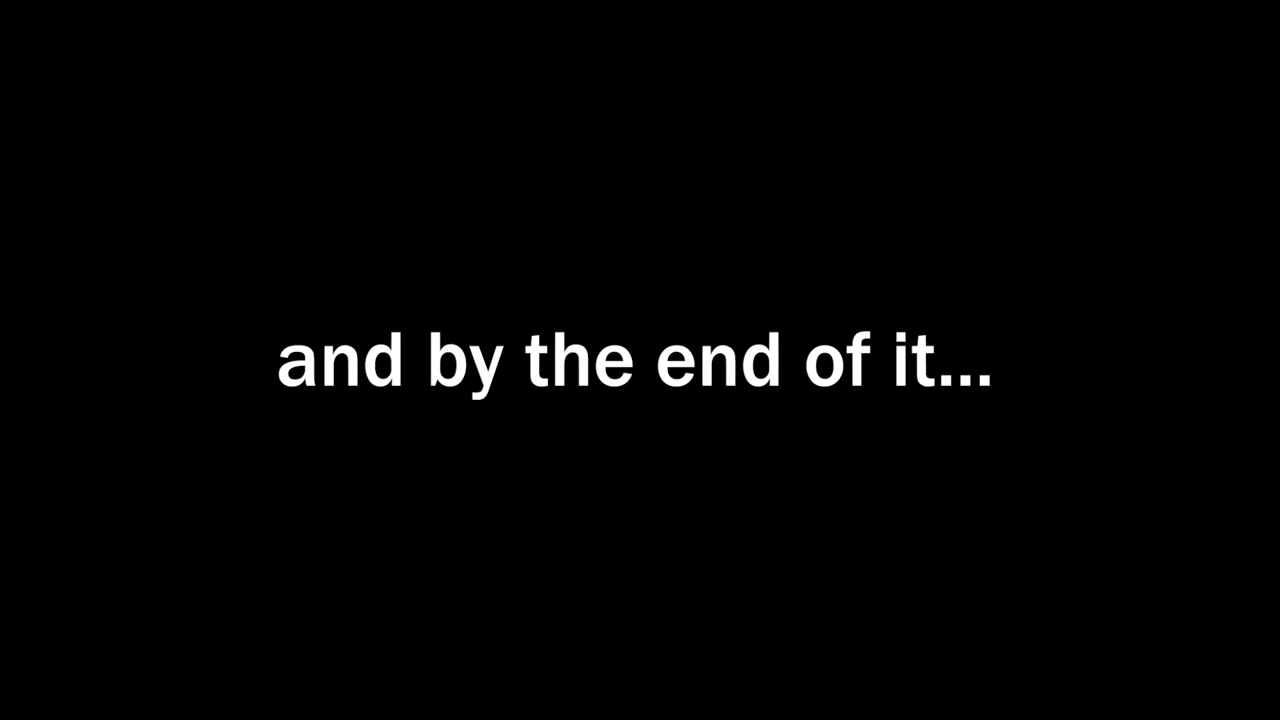 and by the end of it...